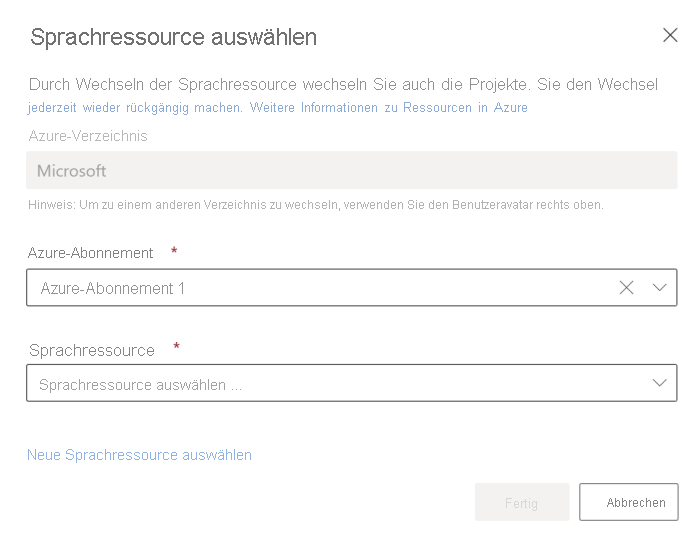 Sprachressource auswählen
Durch Wechseln der Sprachressource wechseln Sie auch die Projekte. Sie den Wechsel
jederzeit wieder rückgängig machen. Weitere Informationen zu Ressourcen in Azure
Azure-Verzeichnis
Microsoft
Hinweis: Um zu einem anderen Verzeichnis zu wechseln, verwenden Sie den Benutzeravatar rechts oben.
Azure-Abonnement *
Azure-Abonnement 1
Sprachressource *
Sprachressource auswählen ...
Neue Sprachressource auswählen
Fertig Abbrechen